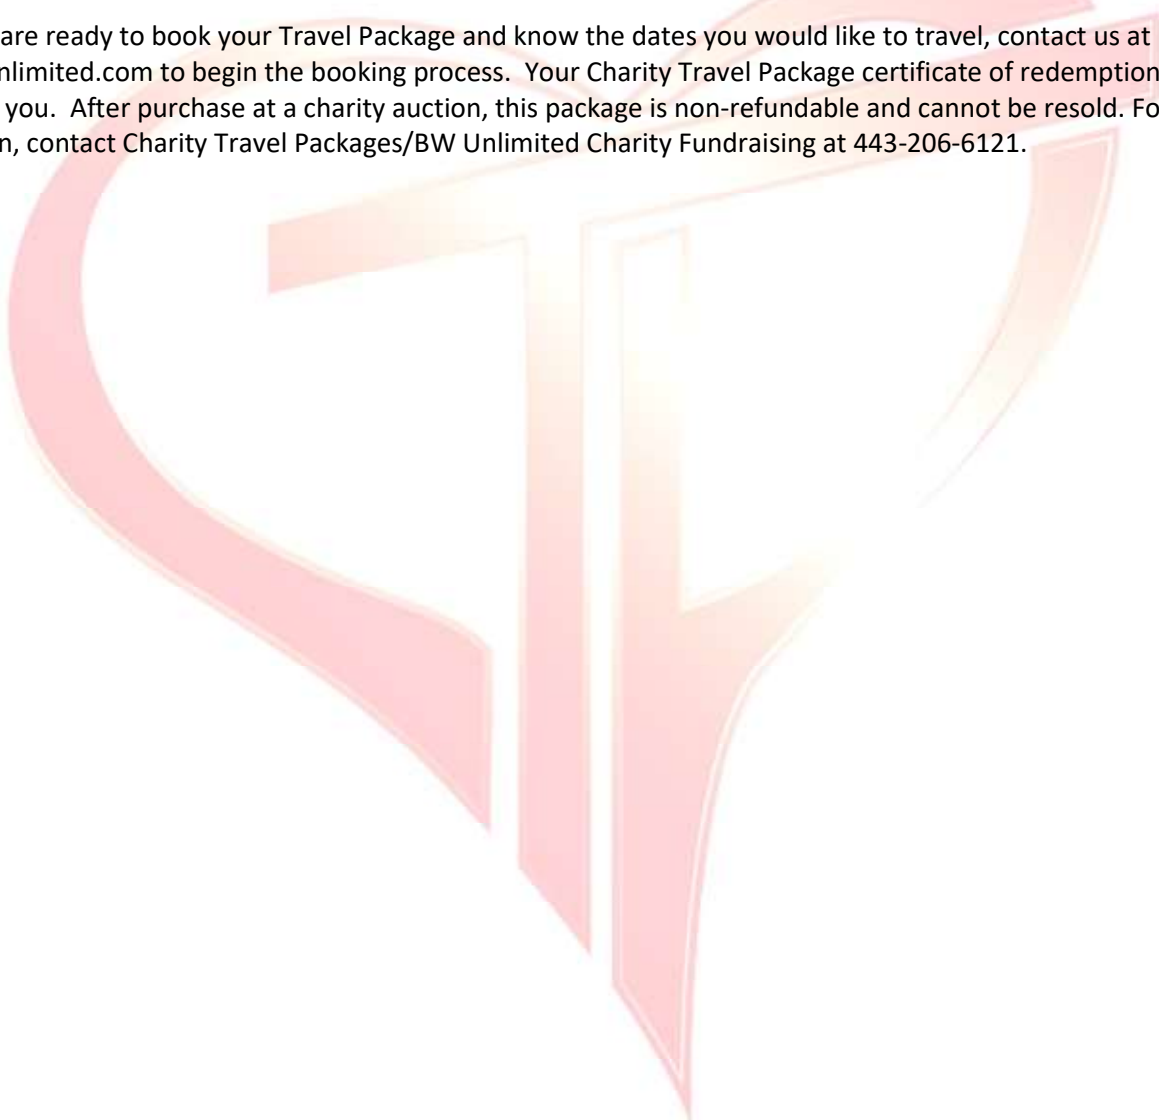 are ready to book your Travel Package and know the dates you would like to travel, contact us at
nlimited.com to begin the booking process.  Your Charity Travel Package certificate of redemption
you.  After purchase at a charity auction, this package is non-refundable and cannot be resold. Fo
n, contact Charity Travel Packages/BW Unlimited Charity Fundraising at 443-206-6121.